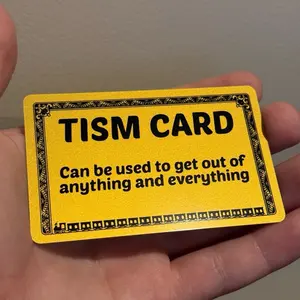 TISM CARD
Can be used to get out of
anything and everything